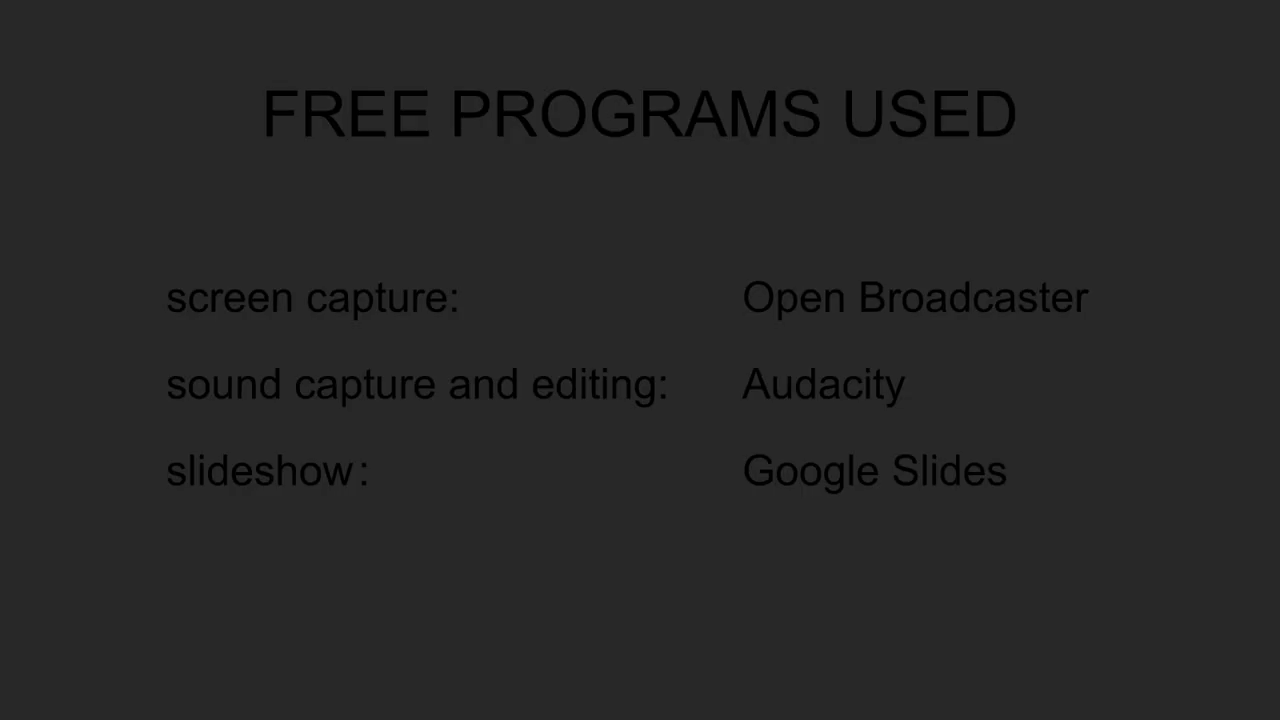 FREE PROGRAMS USED
screen capture: Open Broadcaster
sound capture and editing: Audacity
slideshow: Google Slides